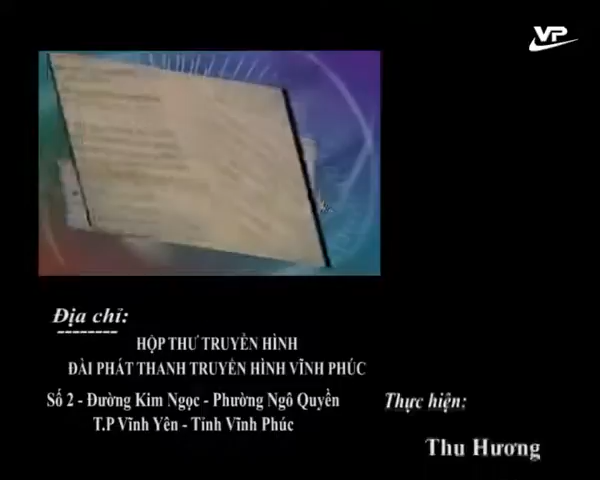 VP
Địa chỉ:
HỘP THƯ TRUYỀN HÌNH
ĐÀI PHÁT THANH TRUYỀN HÌNH VĨNH PHÚC
Số 2 - Đường Kim Ngọc - Phường Ngô Quyền
T.P Vĩnh Yên - Tỉnh Vĩnh Phúc
Thực hiện:
Thu Hương